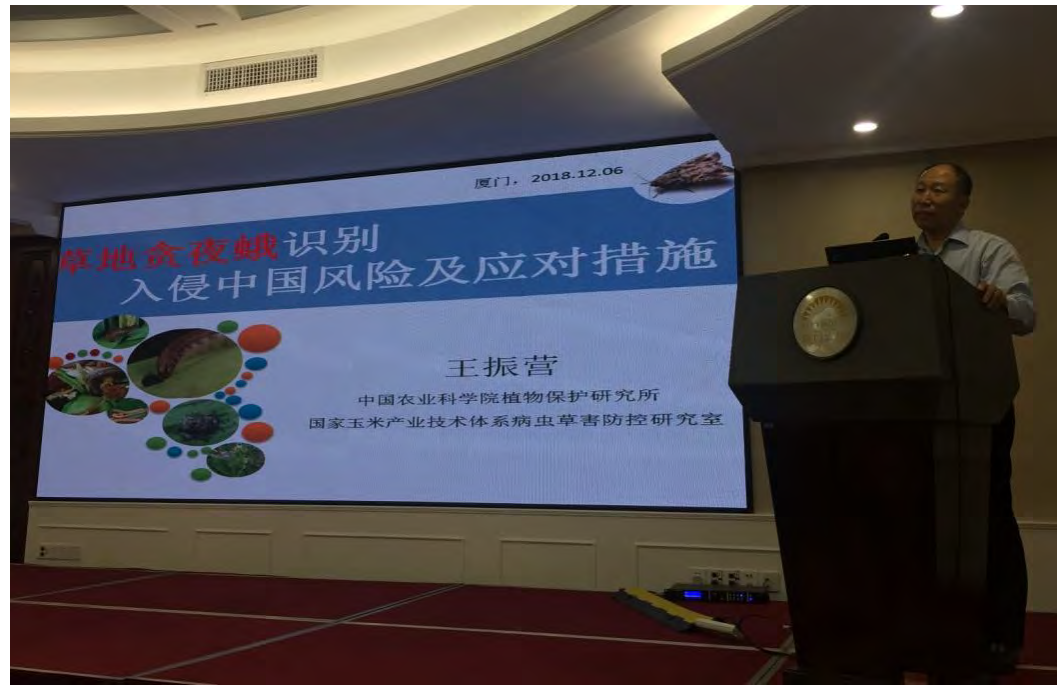 厦门，2018.12.06
草地贪夜蛾识别
入侵中国风险及应对措施
王振营
中国农业科学院植物保护研究所
国家玉米产业技术体系病虫草害防控研究室